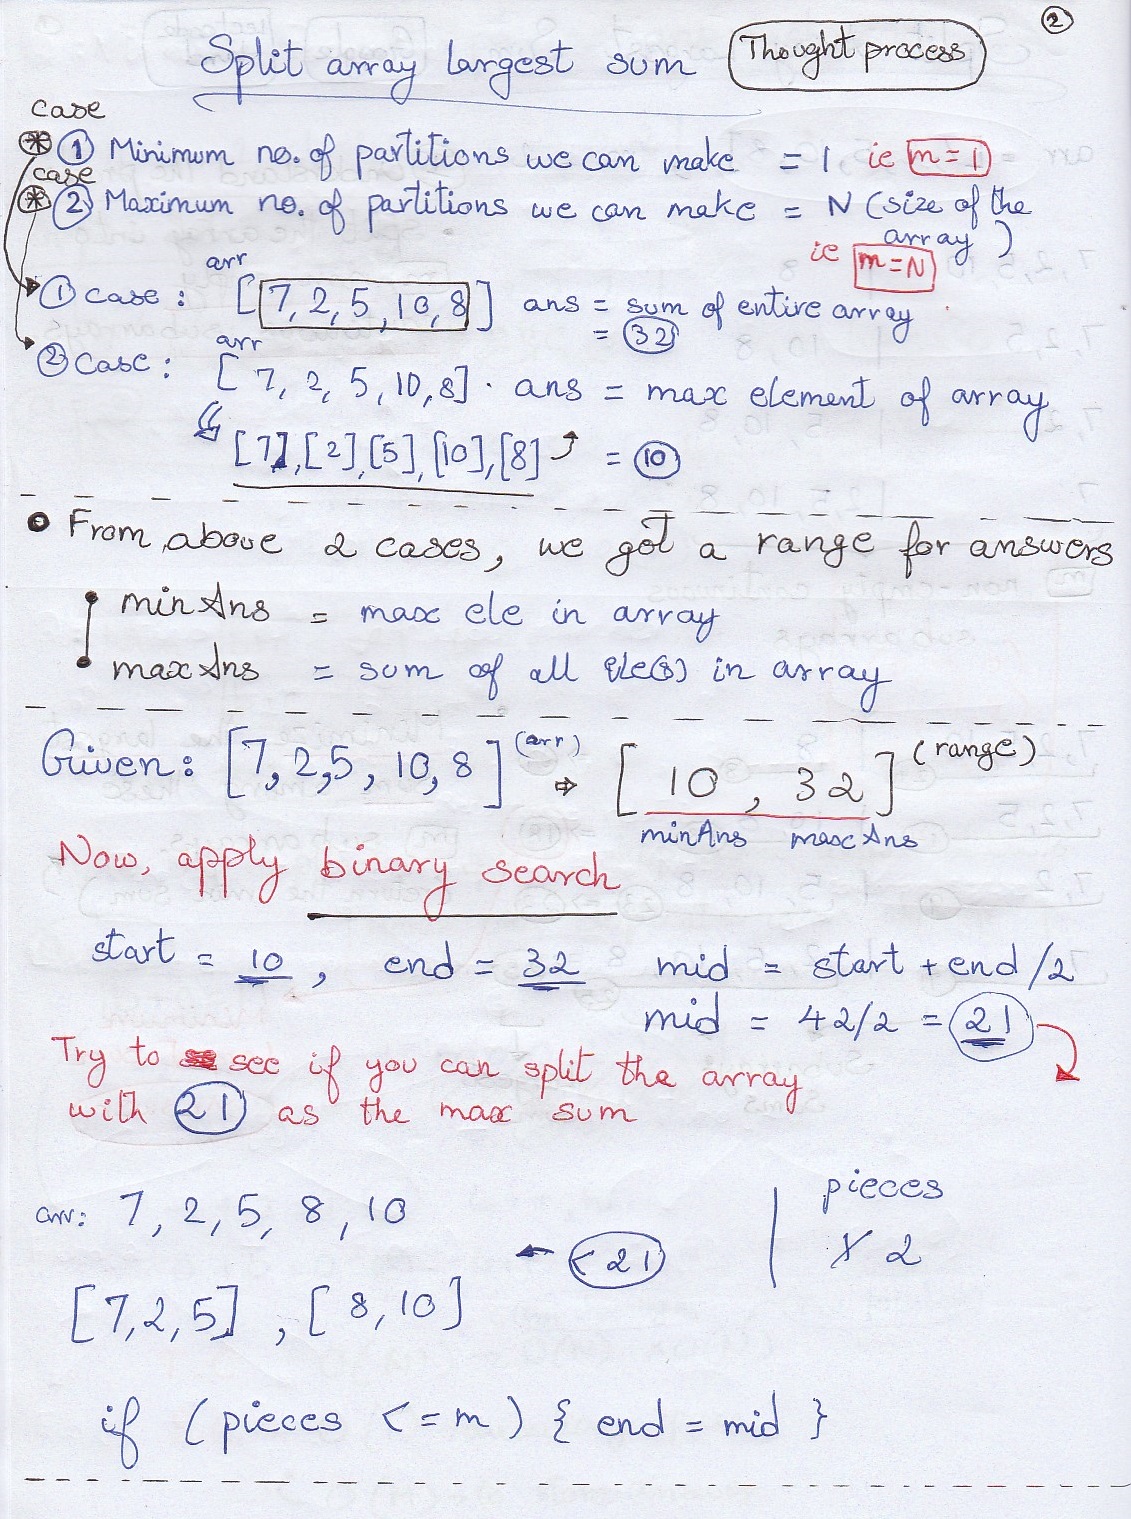 2
Split array largest sum Thought process
case
* 1 Minimum no. of partitions we can make = 1 ie m = 1
case
* 2 Maximum no. of partitions we can make = N (size of the array)
ie m = N
arr
1 case : [7, 2, 5, 10, 8] ans = sum of entire array
= 32
arr
2 case : [7, 2, 5, 10, 8] . ans = max element of array
[7], [2], [5], [10], [8] = 10
From above 2 cases, we got a range for answers
minAns = max ele in array
maxAns = sum of all ele(s) in array
Given: [7, 2, 5, 10, 8] (arr) ⇒ [10, 32] (range)
minAns maxAns
Now, apply binary search
start = 10, end = 32 mid = start + end /2
mid = 42/2 = 21
Try to see if you can split the array
with 21 as the max sum
pieces
arr: 7, 2, 5, 8, 10
← < 21 2
[7,2,5] , [8,10]
if (pieces <= m) { end = mid }